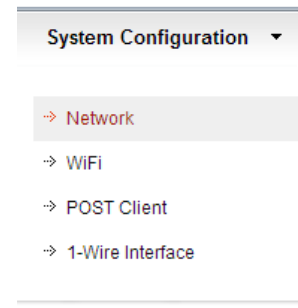 System Configuration
Network
WiFi
POST Client
1-Wire Interface